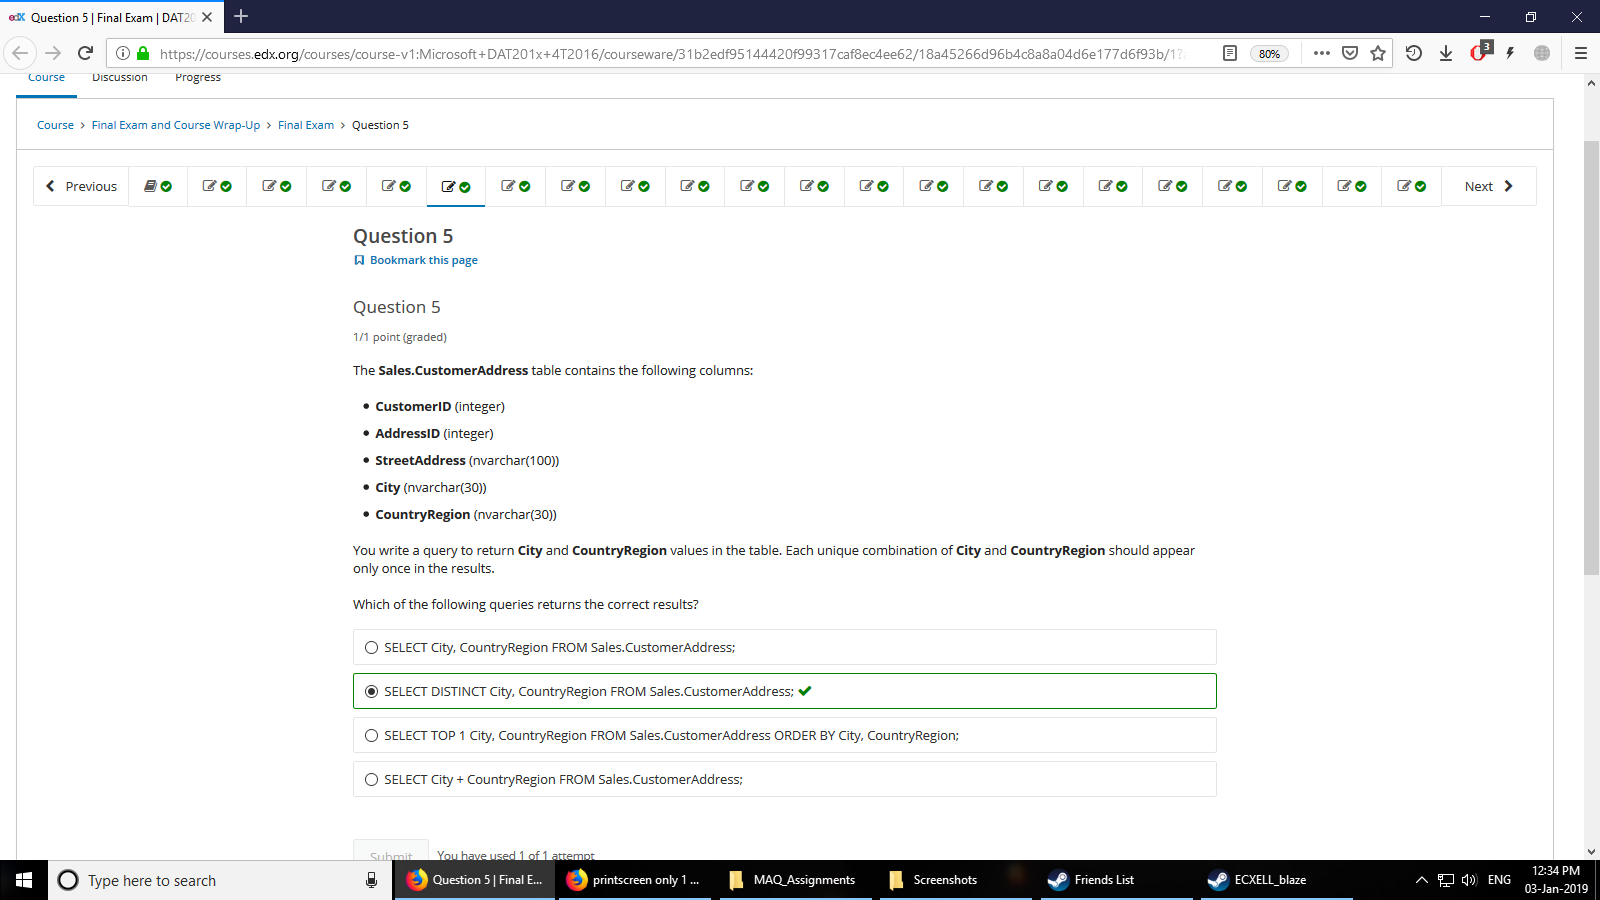 Question 5 | Final Exam | DAT20
https://courses.edx.org/courses/course-v1:Microsoft+DAT201x+4T2016/courseware/31b2edf95144420f99317caf8ec4ee62/18a45266d96b4c8a8a04d6e177d6f93b/1?
80%
3
Course Discussion Progress
Course > Final Exam and Course Wrap-Up > Final Exam > Question 5
Previous
Next
Question 5
Bookmark this page
Question 5
1/1 point (graded)
The Sales.CustomerAddress table contains the following columns:
• CustomerID (integer)
• AddressID (integer)
• StreetAddress (nvarchar(100))
• City (nvarchar(30))
• CountryRegion (nvarchar(30))
You write a query to return City and CountryRegion values in the table. Each unique combination of City and CountryRegion should appear
only once in the results.
Which of the following queries returns the correct results?
SELECT City, CountryRegion FROM Sales.CustomerAddress;
SELECT DISTINCT City, CountryRegion FROM Sales.CustomerAddress;
SELECT TOP 1 City, CountryRegion FROM Sales.CustomerAddress ORDER BY City, CountryRegion;
SELECT City + CountryRegion FROM Sales.CustomerAddress;
Submit You have used 1 of 1 attempt
Type here to search
Question 5 | Final E...
printscreen only 1 ...
MAQ_Assignments
Screenshots
Friends List
ECXELL_blaze
ENG
12:34 PM
03-Jan-2019